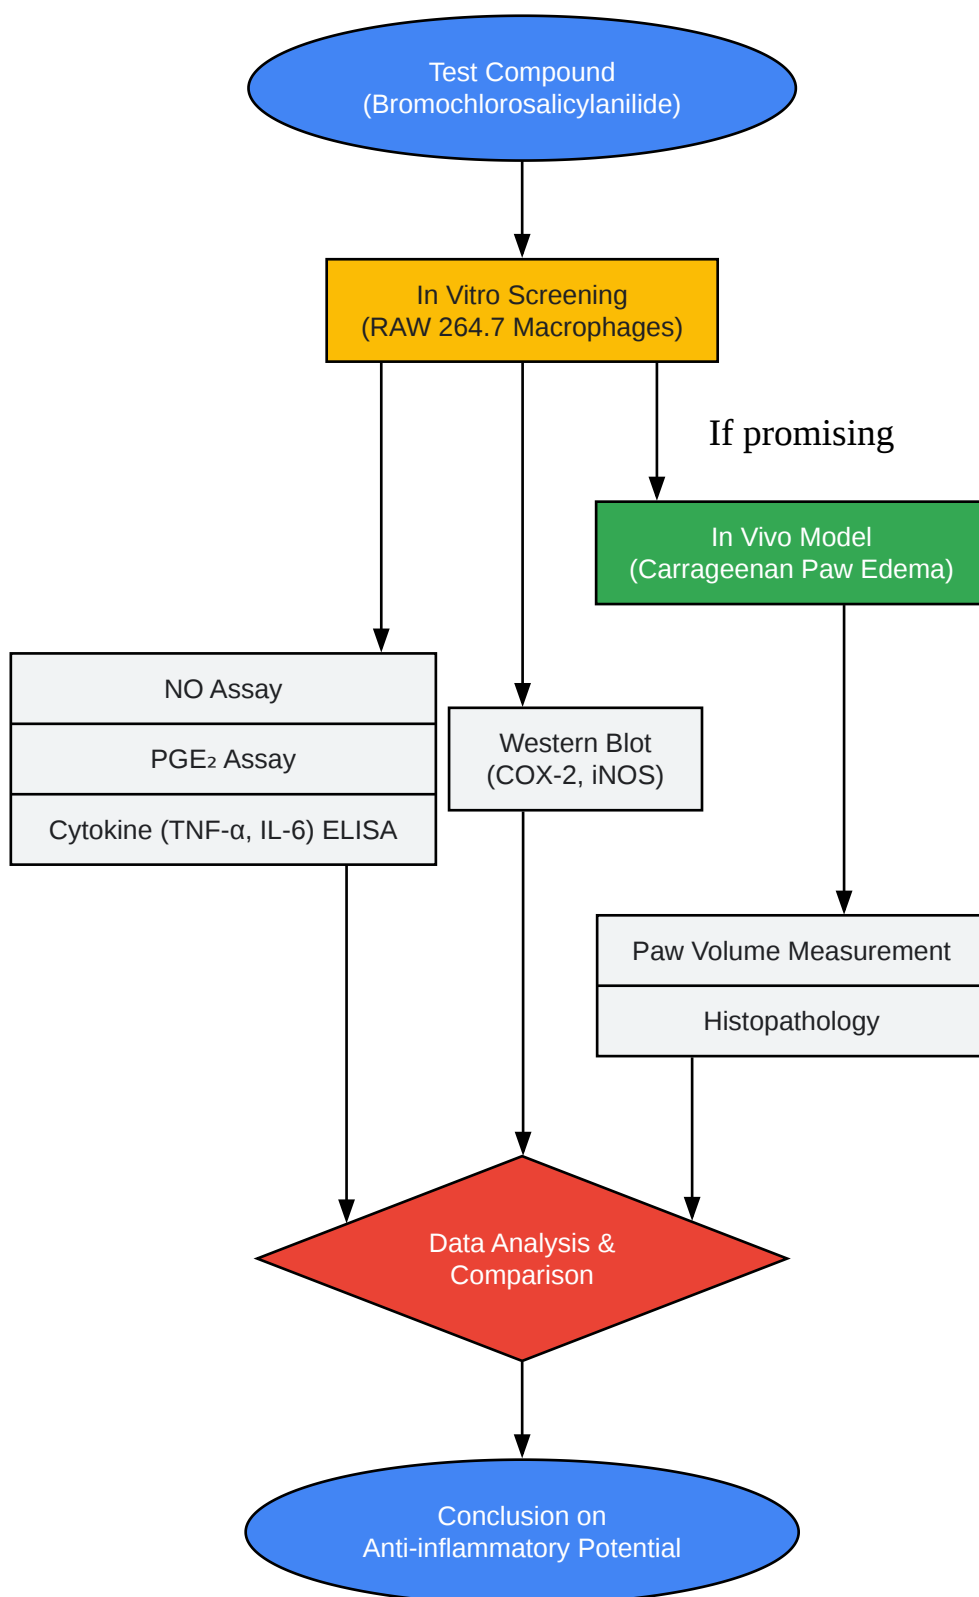 Test Compound
(Bromochlorosalicylanilide)
In Vitro Screening
(RAW 264.7 Macrophages)
If promising
In Vivo Model
(Carrageenan Paw Edema)
NO Assay
PGE₂ Assay
Cytokine (TNF-α, IL-6) ELISA
Western Blot
(COX-2, iNOS)
Paw Volume Measurement
Histopathology
Data Analysis &
Comparison
Conclusion on
Anti-inflammatory Potential